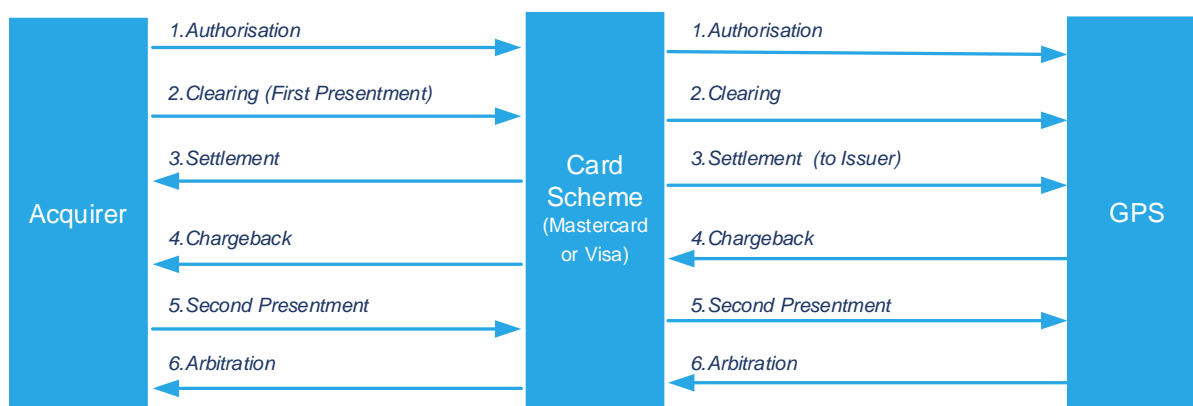 1.Authorisation
1.Authorisation
2.Clearing (First Presentment)
2.Clearing
3.Settlement
3.Settlement  (to Issuer)
Acquirer
Card
Scheme
(Mastercard
or Visa)
GPS
4.Chargeback
4.Chargeback
5.Second Presentment
5.Second Presentment
6.Arbitration
6.Arbitration